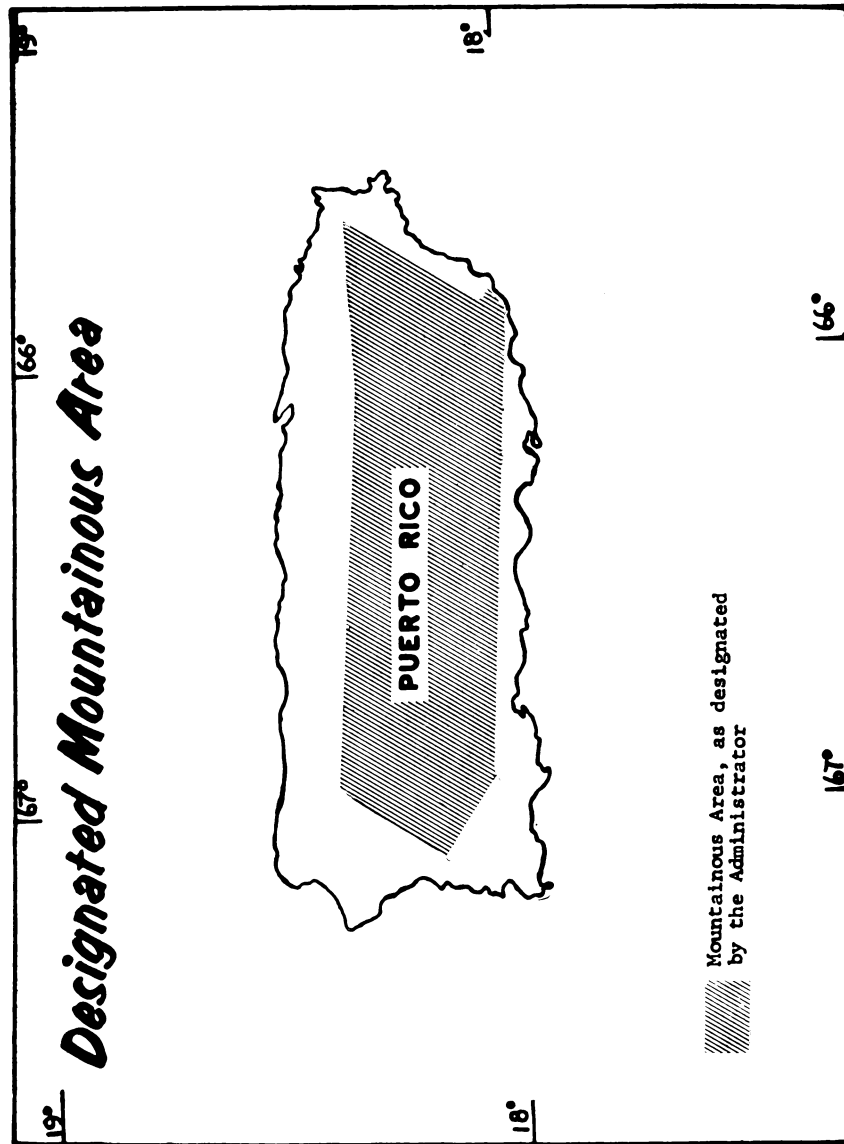 67° 66° 19°
19°
Designated Mountainous Area
PUERTO RICO
18°
18°
Mountainous Area, as designated
by the Administrator
67° 66°